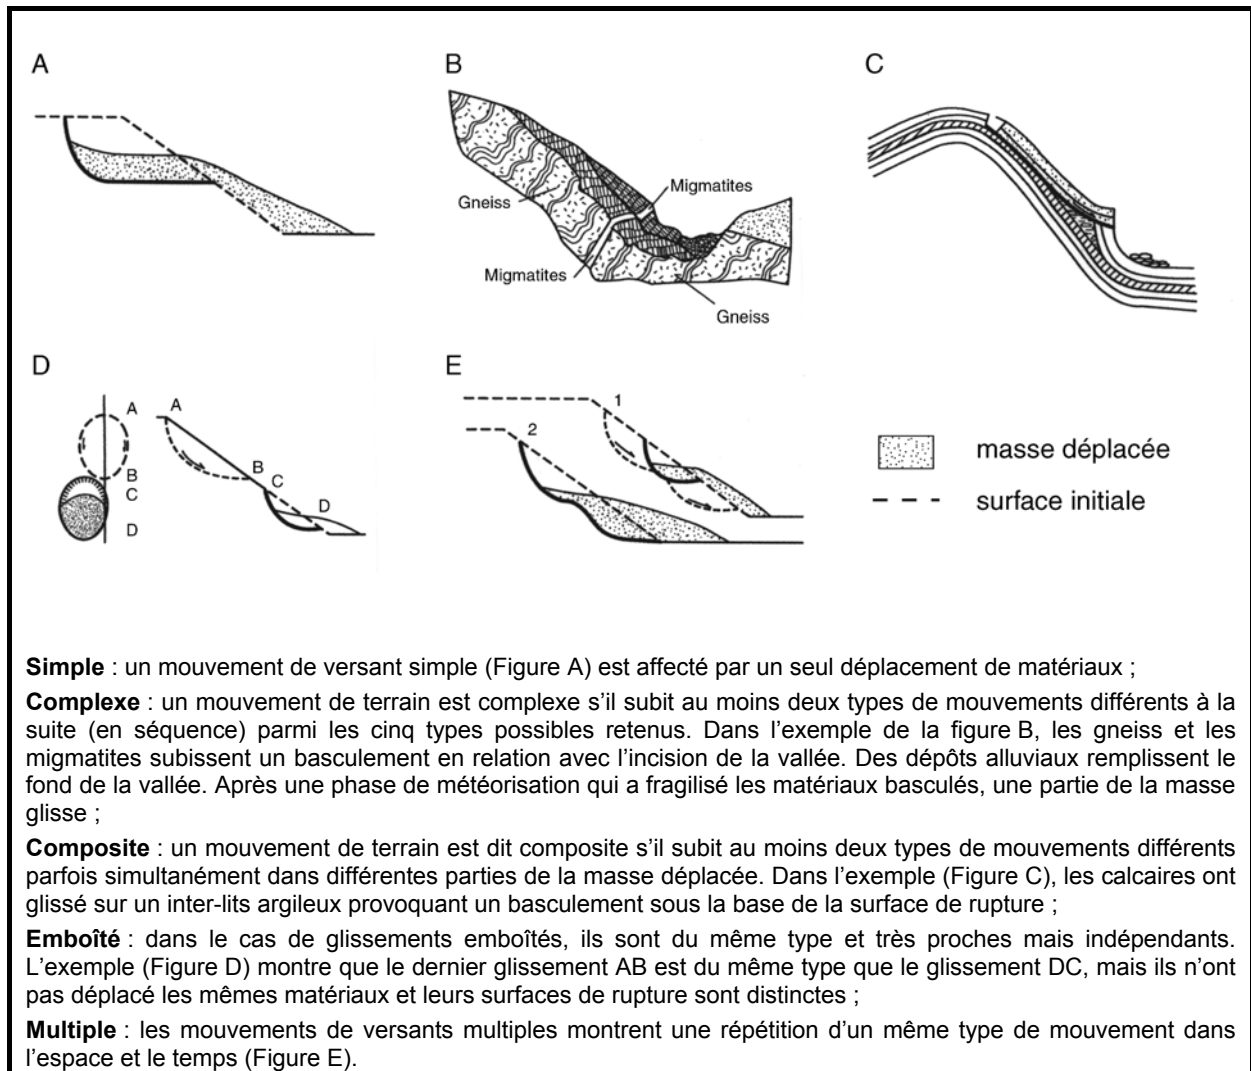 A
B
C
Gneiss
Migmatites
Migmatites
Gneiss
D
A
B
C
D
A
B
C
D
E
1
2
masse déplacée
surface initiale
Simple : un mouvement de versant simple (Figure A) est affecté par un seul déplacement de matériaux ;
Complexe : un mouvement de terrain est complexe s’il subit au moins deux types de mouvements différents à la
suite (en séquence) parmi les cinq types possibles retenus. Dans l’exemple de la figure B, les gneiss et les
migmatites subissent un basculement en relation avec l’incision de la vallée. Des dépôts alluviaux remplissent le
fond de la vallée. Après une phase de météorisation qui a fragilisé les matériaux basculés, une partie de la masse
glisse ;
Composite : un mouvement de terrain est dit composite s’il subit au moins deux types de mouvements différents
parfois simultanément dans différentes parties de la masse déplacée. Dans l’exemple (Figure C), les calcaires ont
glissé sur un inter-lits argileux provoquant un basculement sous la base de la surface de rupture ;
Emboîté : dans le cas de glissements emboîtés, ils sont du même type et très proches mais indépendants.
L’exemple (Figure D) montre que le dernier glissement AB est du même type que le glissement DC, mais ils n’ont
pas déplacé les mêmes matériaux et leurs surfaces de rupture sont distinctes ;
Multiple : les mouvements de versants multiples montrent une répétition d’un même type de mouvement dans
l’espace et le temps (Figure E).